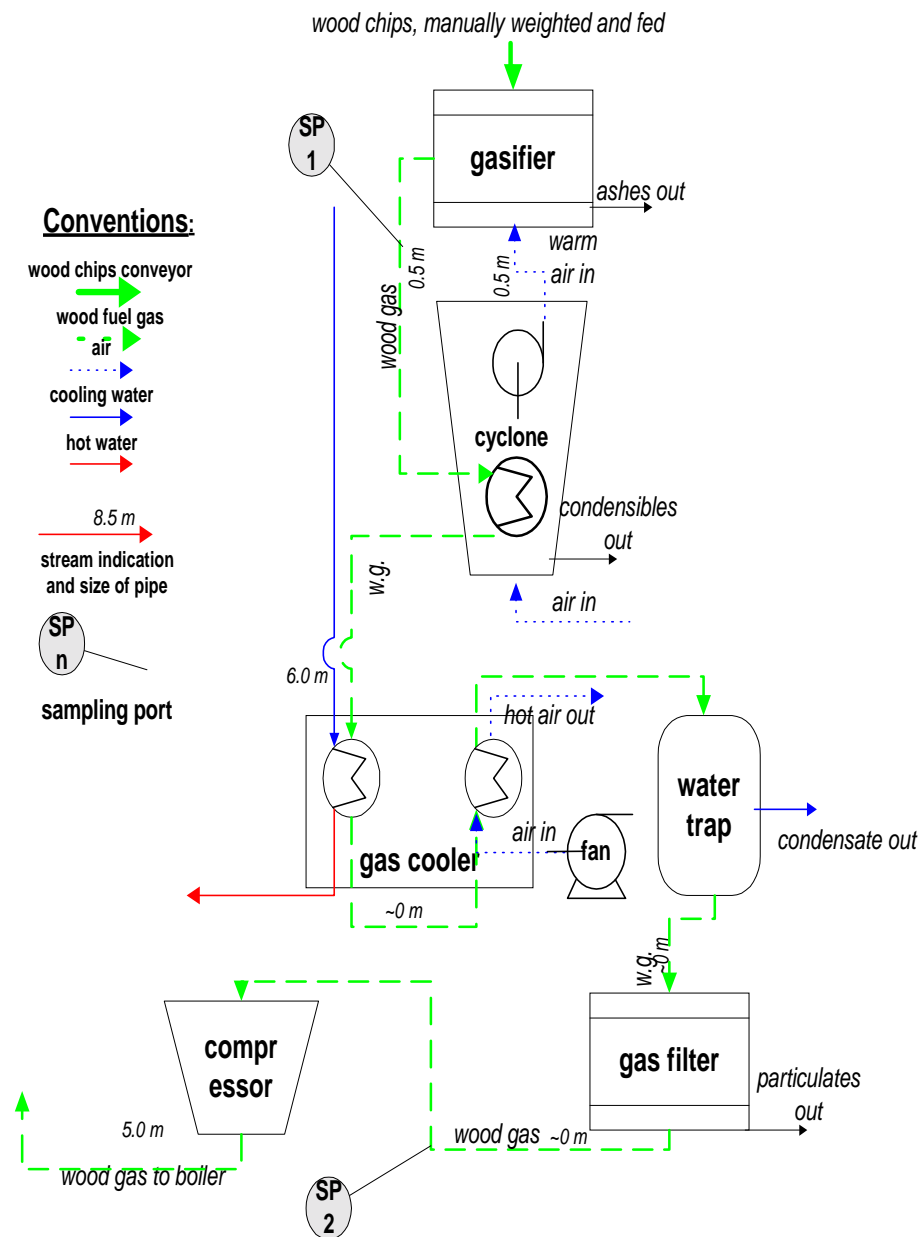 wood chips, manually weighted and fed
SP
1
gasifier
ashes out
Conventions:
wood chips conveyor
wood fuel gas
air
cooling water
hot water
8.5 m
stream indication
and size of pipe
SP
n
sampling port
0.5 m
wood gas
0.5 m
warm
air in
cyclone
condensibles
out
w.g.
air in
6.0 m
hot air out
gas cooler
air in
fan
~0 m
water
trap
condensate out
w.g.
~0 m
gas filter
particulates
out
compr
essor
5.0 m
wood gas to boiler
wood gas ~0 m
SP
2